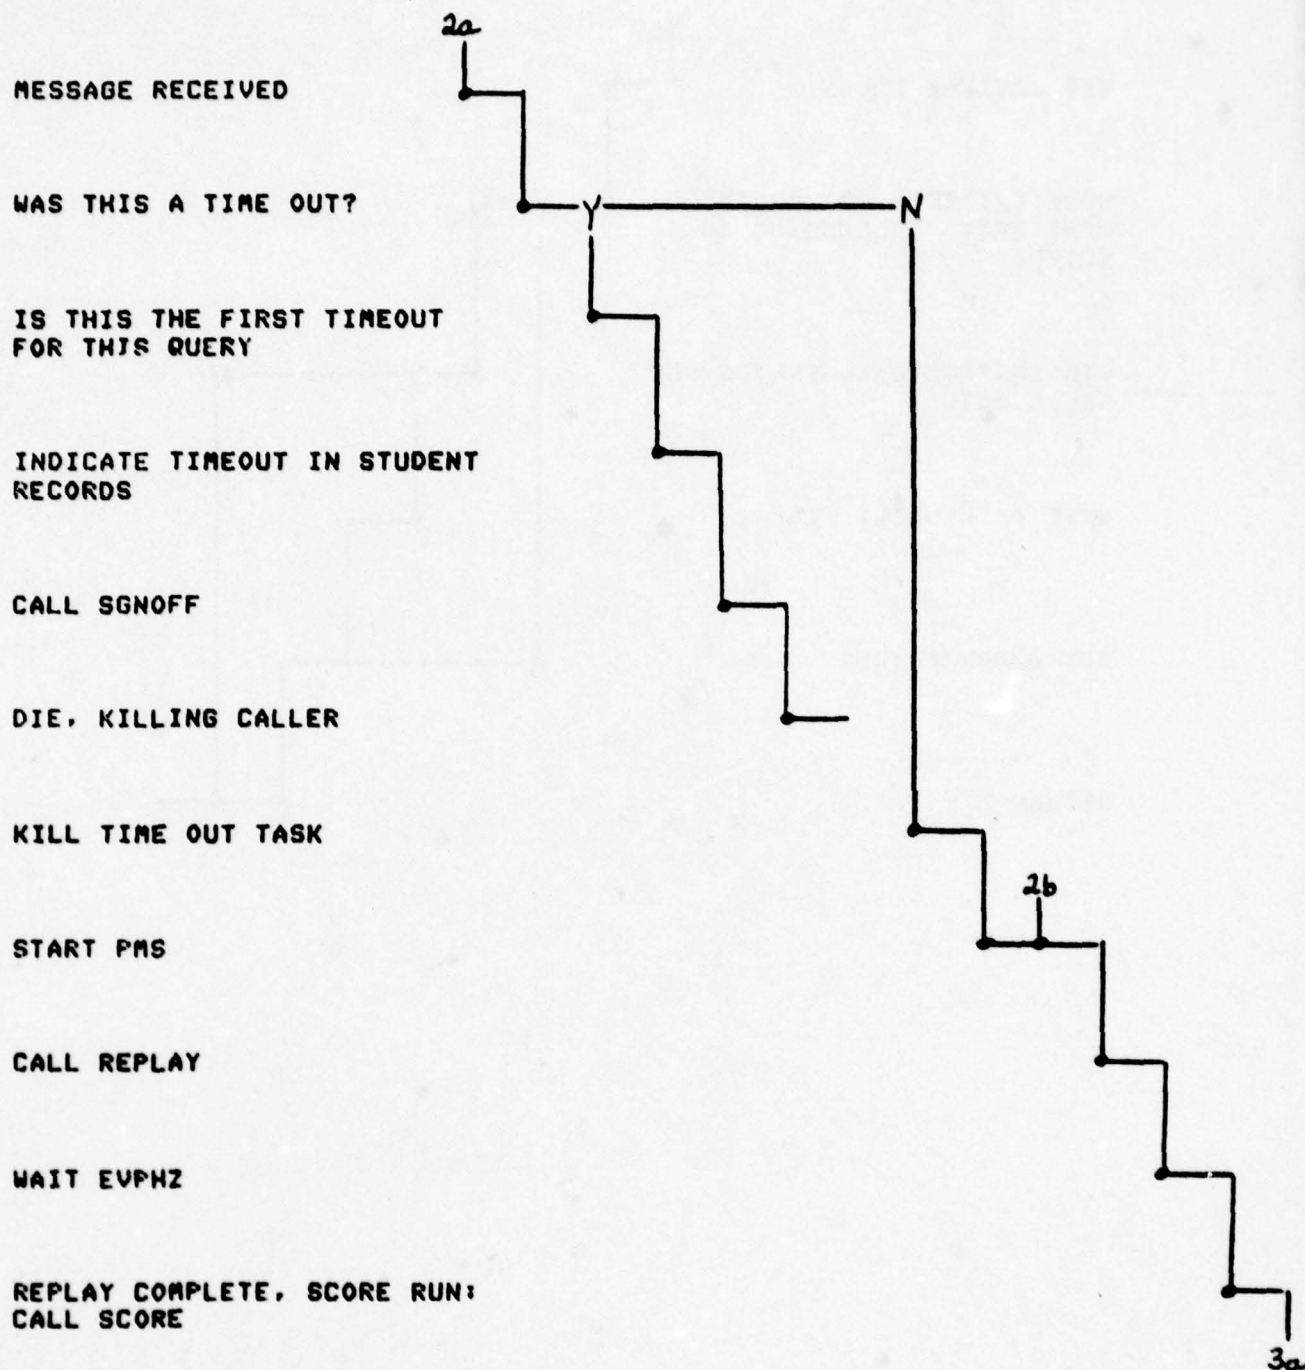 2a
MESSAGE RECEIVED
WAS THIS A TIME OUT?
Y
N
IS THIS THE FIRST TIMEOUT
FOR THIS QUERY
INDICATE TIMEOUT IN STUDENT
RECORDS
CALL SGNOFF
DIE, KILLING CALLER
KILL TIME OUT TASK
2b
START PMS
CALL REPLAY
WAIT EVPHZ
REPLAY COMPLETE, SCORE RUN:
CALL SCORE
3a